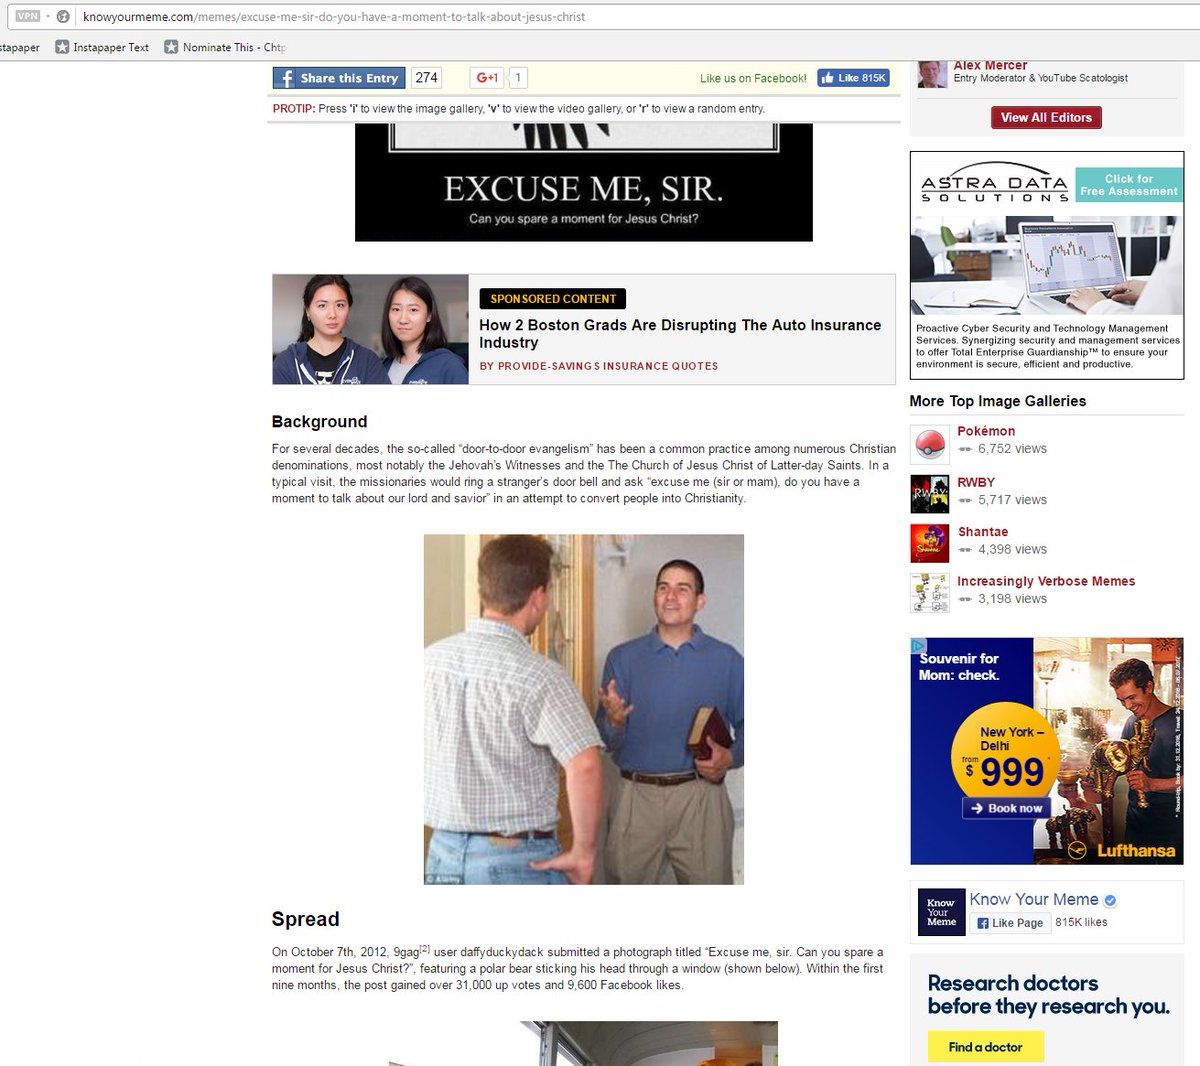 VPN
knowyourmeme.com/memes/excuse-me-sir-do-you-have-a-moment-to-talk-about-jesus-christ
stapaper
Instapaper Text
Nominate This - Chtp
Share this Entry
274
G+1
1
Like us on Facebook!
Like 815K
PROTIP: Press 'i' to view the image gallery, 'v' to view the video gallery, or 'r' to view a random entry.
EXCUSE ME, SIR.
Can you spare a moment for Jesus Christ?
SPONSORED CONTENT
How 2 Boston Grads Are Disrupting The Auto Insurance
Industry
BY PROVIDE-SAVINGS INSURANCE QUOTES
Background
For several decades, the so-called “door-to-door evangelism” has been a common practice among numerous Christian
denominations, most notably the Jehovah’s Witnesses and the The Church of Jesus Christ of Latter-day Saints. In a
typical visit, the missionaries would ring a stranger’s door bell and ask “excuse me (sir or mam), do you have a
moment to talk about our lord and savior” in an attempt to convert people into Christianity.
© Alamy
Spread
On October 7th, 2012, 9gag[2] user daffyduckydack submitted a photograph titled “Excuse me, sir. Can you spare a
moment for Jesus Christ?”, featuring a polar bear sticking his head through a window (shown below). Within the first
nine months, the post gained over 31,000 up votes and 9,600 Facebook likes.
Alex Mercer
Entry Moderator & YouTube Scatologist
View All Editors
ASTRA DATA
SOLUTIONS
Click for
Free Assessment
Proactive Cyber Security and Technology Management
Services. Synergizing security and management services
to offer Total Enterprise Guardianship™ to ensure your
environment is secure, efficient and productive.
More Top Image Galleries
Pokémon
6,752 views
RWBY
RWBY
5,717 views
Shantae
Shantae
4,398 views
Increasingly Verbose Memes
3,198 views
Souvenir for
Mom: check.
New York –
Delhi
from
$ 999*
Book now
Lufthansa
Know
Your
Meme
Know Your Meme
Like Page
815K likes
Research doctors
before they research you.
Find a doctor